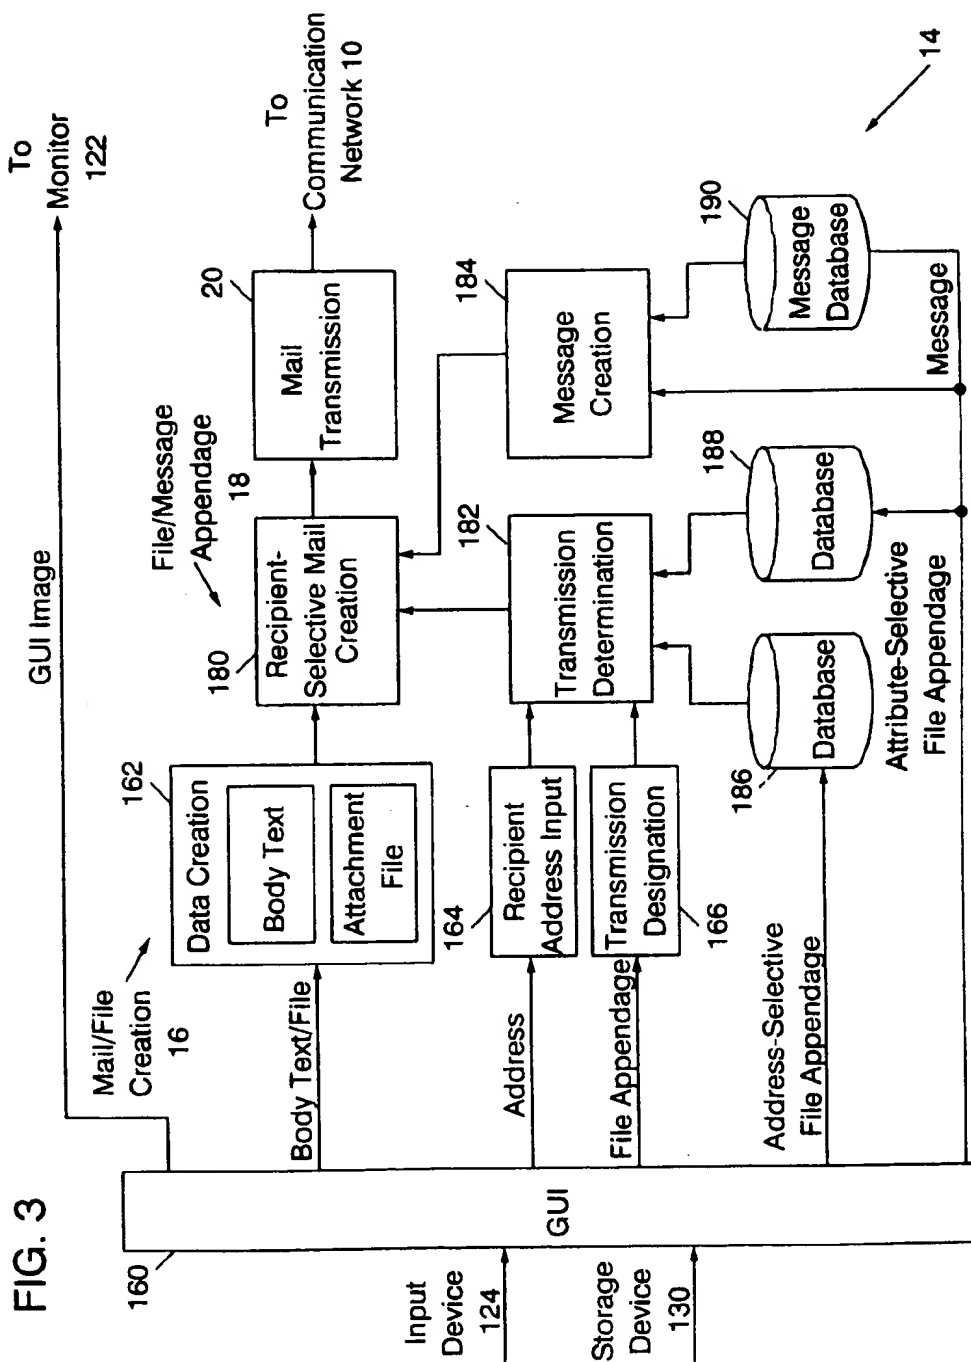 FIG. 3
GUI Image
To
Monitor
122
Mail/File
Creation
16
File/Message
Appendage
18
160
GUI
Input
Device
124
Storage
Device
130
Body Text/File
162
Data Creation
Body Text
Attachment
File
180
Recipient-
Selective Mail
Creation
20
Mail
Transmission
To
Communication
Network 10
Address
164
Recipient
Address Input
File Appendage
Transmission
Designation
166
182
Transmission
Determination
184
Message
Creation
Address-Selective
File Appendage
186
Database
188
Database
190
Message
Database
Attribute-Selective
File Appendage
Message
14